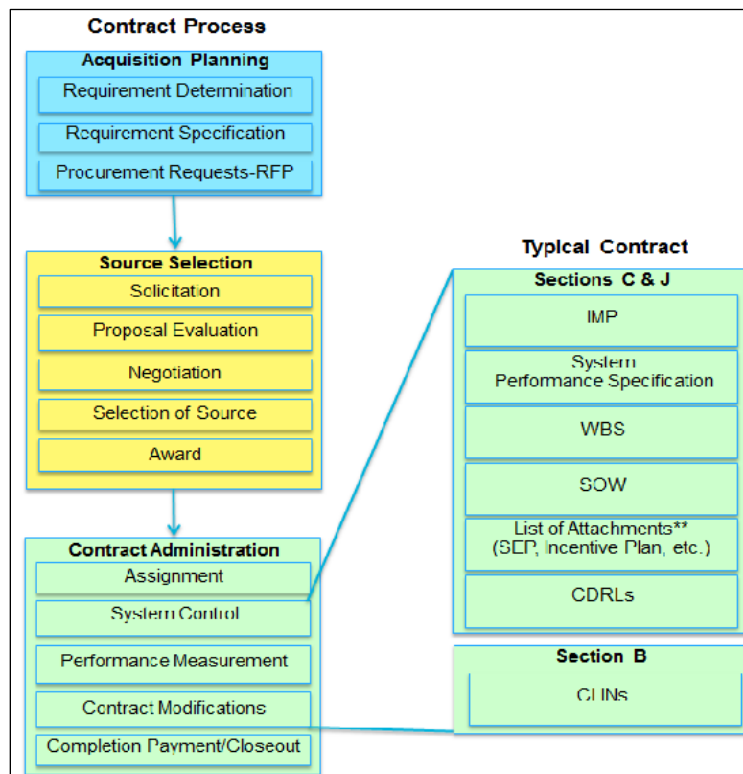 Contract Process
Acquisition Planning
Requirement Determination
Requirement Specification
Procurement Requests-RFP
Source Selection
Solicitation
Proposal Evaluation
Negotiation
Selection of Source
Award
Contract Administration
Assignment
System Control
Performance Measurement
Contract Modifications
Completion Payment/Closeout
Typical Contract
Sections C & J
IMP
System
Performance Specification
WBS
SOW
List of Attachments**
(SEP, Incentive Plan, etc.)
CDRLs
Section B
CLINs